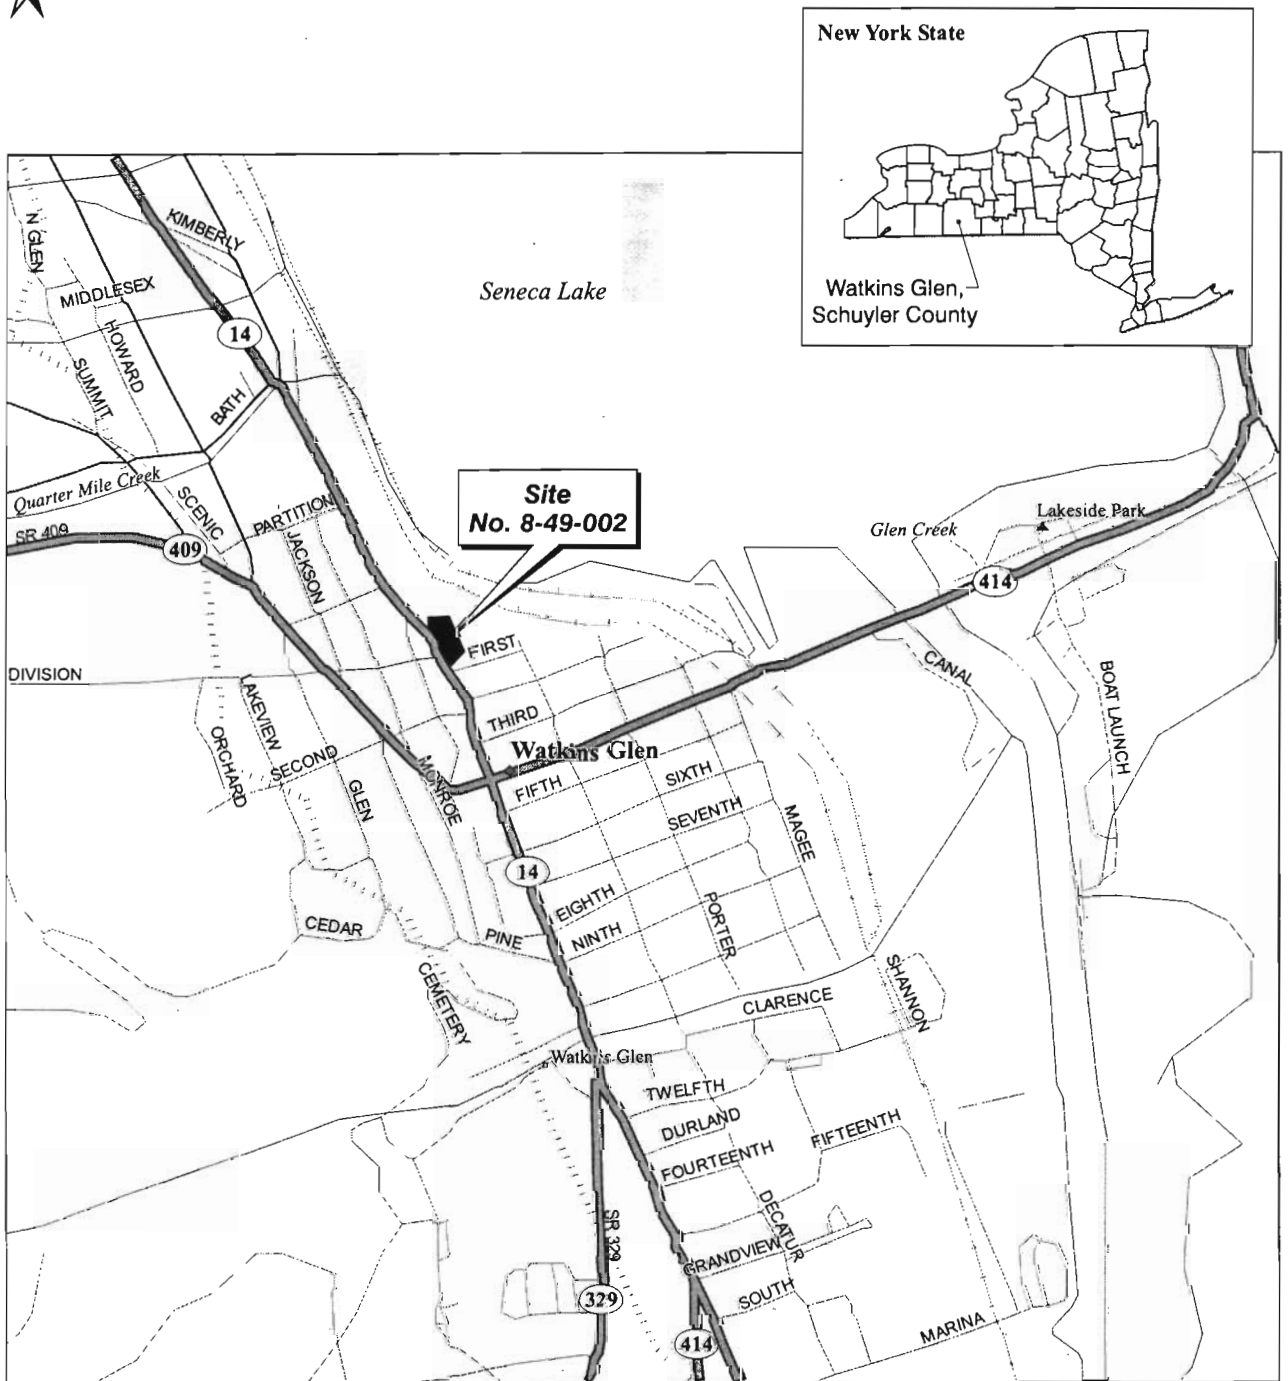 New York State
Watkins Glen,
Schuyler County
Seneca Lake
KIMBERLY
N GLEN
MIDDLESEX
HOWARD
14
SUMMIT
BATH
Quarter Mile Creek
SCENIC
PARTITION
SR 409
409
JACKSON
Site
No. 8-49-002
Lakeside Park
Glen Creek
414
FIRST
DIVISION
CANAL
BOAT LAUNCH
LAKEVIEW
ORCHARD
SECOND
THIRD
Watkins Glen
MONROE
GLEN
FIFTH
SIXTH
SEVENTH
MAGEE
14
EIGHTH
NINTH
PORTER
CEDAR
PINE
CEMETERY
SHANNON
CLARENCE
Watkins Glen
TWELFTH
DURLAND
FOURTEENTH
FIFTEENTH
DECATUR
SR 329
GRANDVIEW
SOUTH
329
414
MARINA